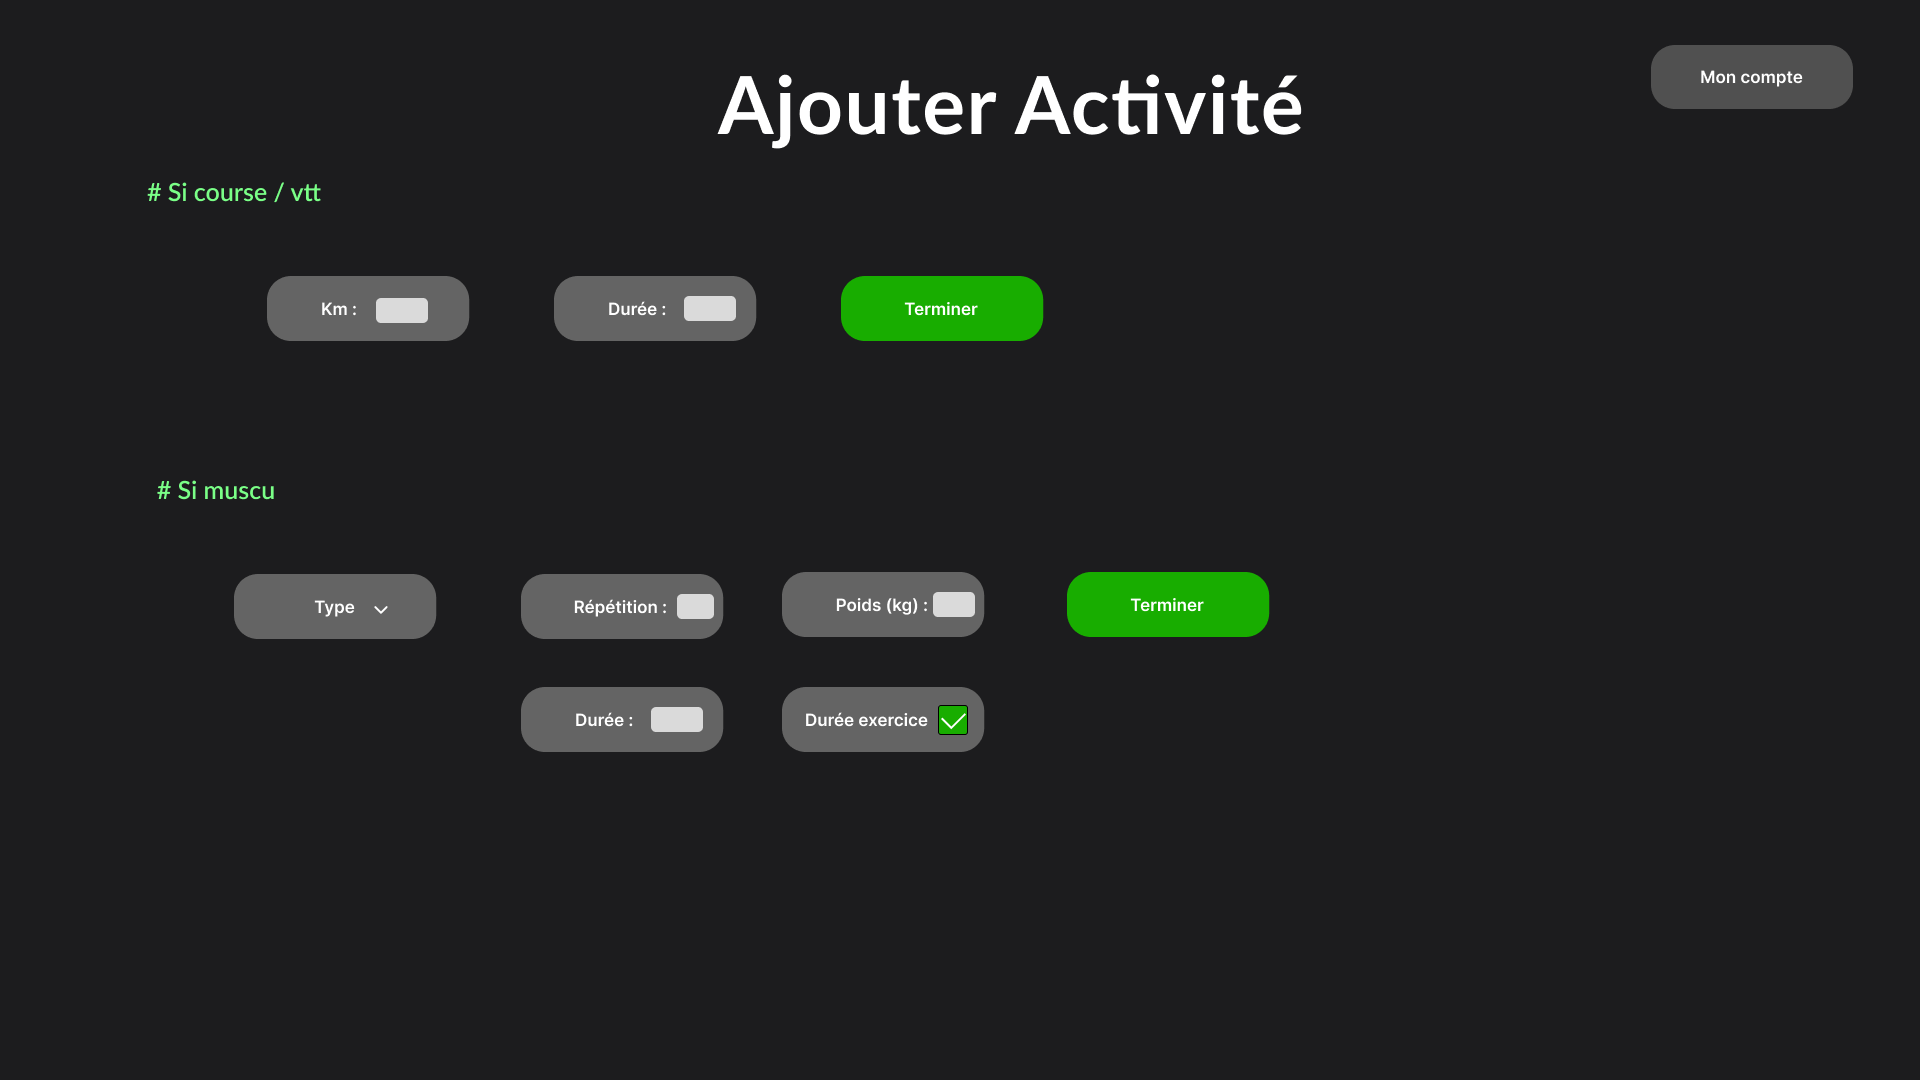 Mon compte
Ajouter Activité
# Si course / vtt
Km :
Durée :
Terminer
# Si muscu
Type
Répétition :
Poids (kg) :
Terminer
Durée :
Durée exercice